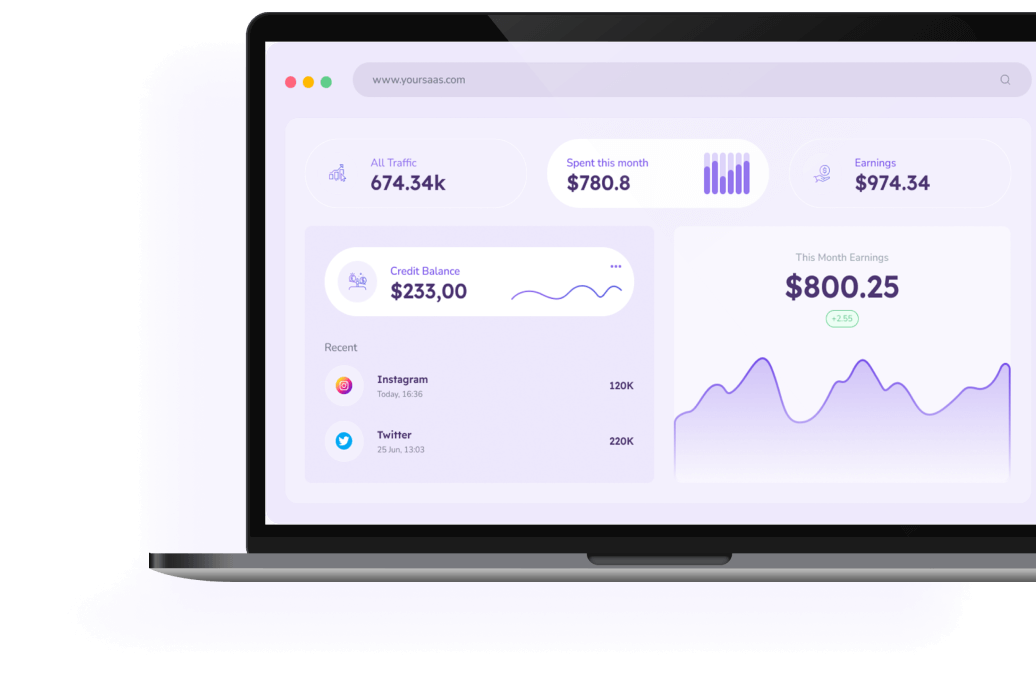 www.yoursaas.com
All Traffic
674.34k
Spent this month
$780.8
Earnings
$974.34
Credit Balance
$233,00
This Month Earnings
$800.25
+2.55
Recent
Instagram
Today, 16:36
120K
Twitter
25 Jun, 13:03
220K